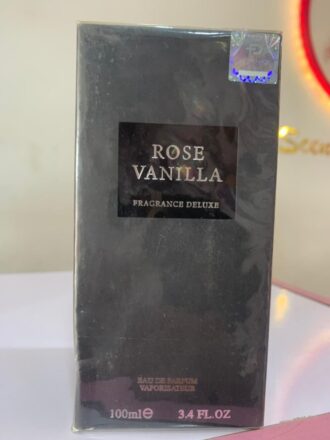 ROSE
VANILLA
FRAGRANCE DELUXE
EAU DE PARFUM
VAPORISATEUR
100ml℮ 3.4 FL.OZ